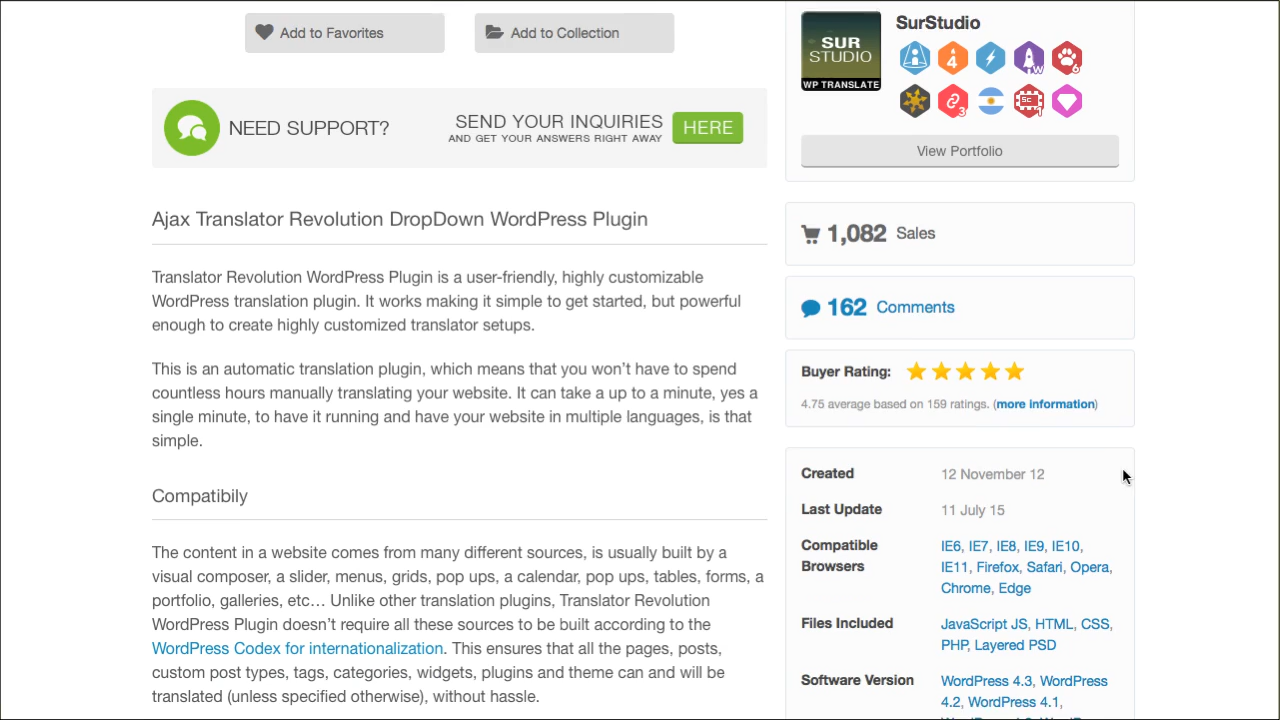 Add to Favorites
Add to Collection
NEED SUPPORT?
SEND YOUR INQUIRIES
AND GET YOUR ANSWERS RIGHT AWAY
HERE
Ajax Translator Revolution DropDown WordPress Plugin
Translator Revolution WordPress Plugin is a user-friendly, highly customizable
WordPress translation plugin. It works making it simple to get started, but powerful
enough to create highly customized translator setups.
This is an automatic translation plugin, which means that you won't have to spend
countless hours manually translating your website. It can take a up to a minute, yes a
single minute, to have it running and have your website in multiple languages, is that
simple.
Compatibily
The content in a website comes from many different sources, is usually built by a
visual composer, a slider, menus, grids, pop ups, a calendar, pop ups, tables, forms, a
portfolio, galleries, etc… Unlike other translation plugins, Translator Revolution
WordPress Plugin doesn't require all these sources to be built according to the
WordPress Codex for internationalization. This ensures that all the pages, posts,
custom post types, tags, categories, widgets, plugins and theme can and will be
translated (unless specified otherwise), without hassle.
SUR
STUDIO
WP TRANSLATE
SurStudio
4
W
6
3
SC
1
View Portfolio
1,082 Sales
162 Comments
Buyer Rating:
4.75 average based on 159 ratings. (more information)
Created 12 November 12
Last Update 11 July 15
Compatible Browsers IE6, IE7, IE8, IE9, IE10,
IE11, Firefox, Safari, Opera,
Chrome, Edge
Files Included JavaScript JS, HTML, CSS,
PHP, Layered PSD
Software Version WordPress 4.3, WordPress
4.2, WordPress 4.1,